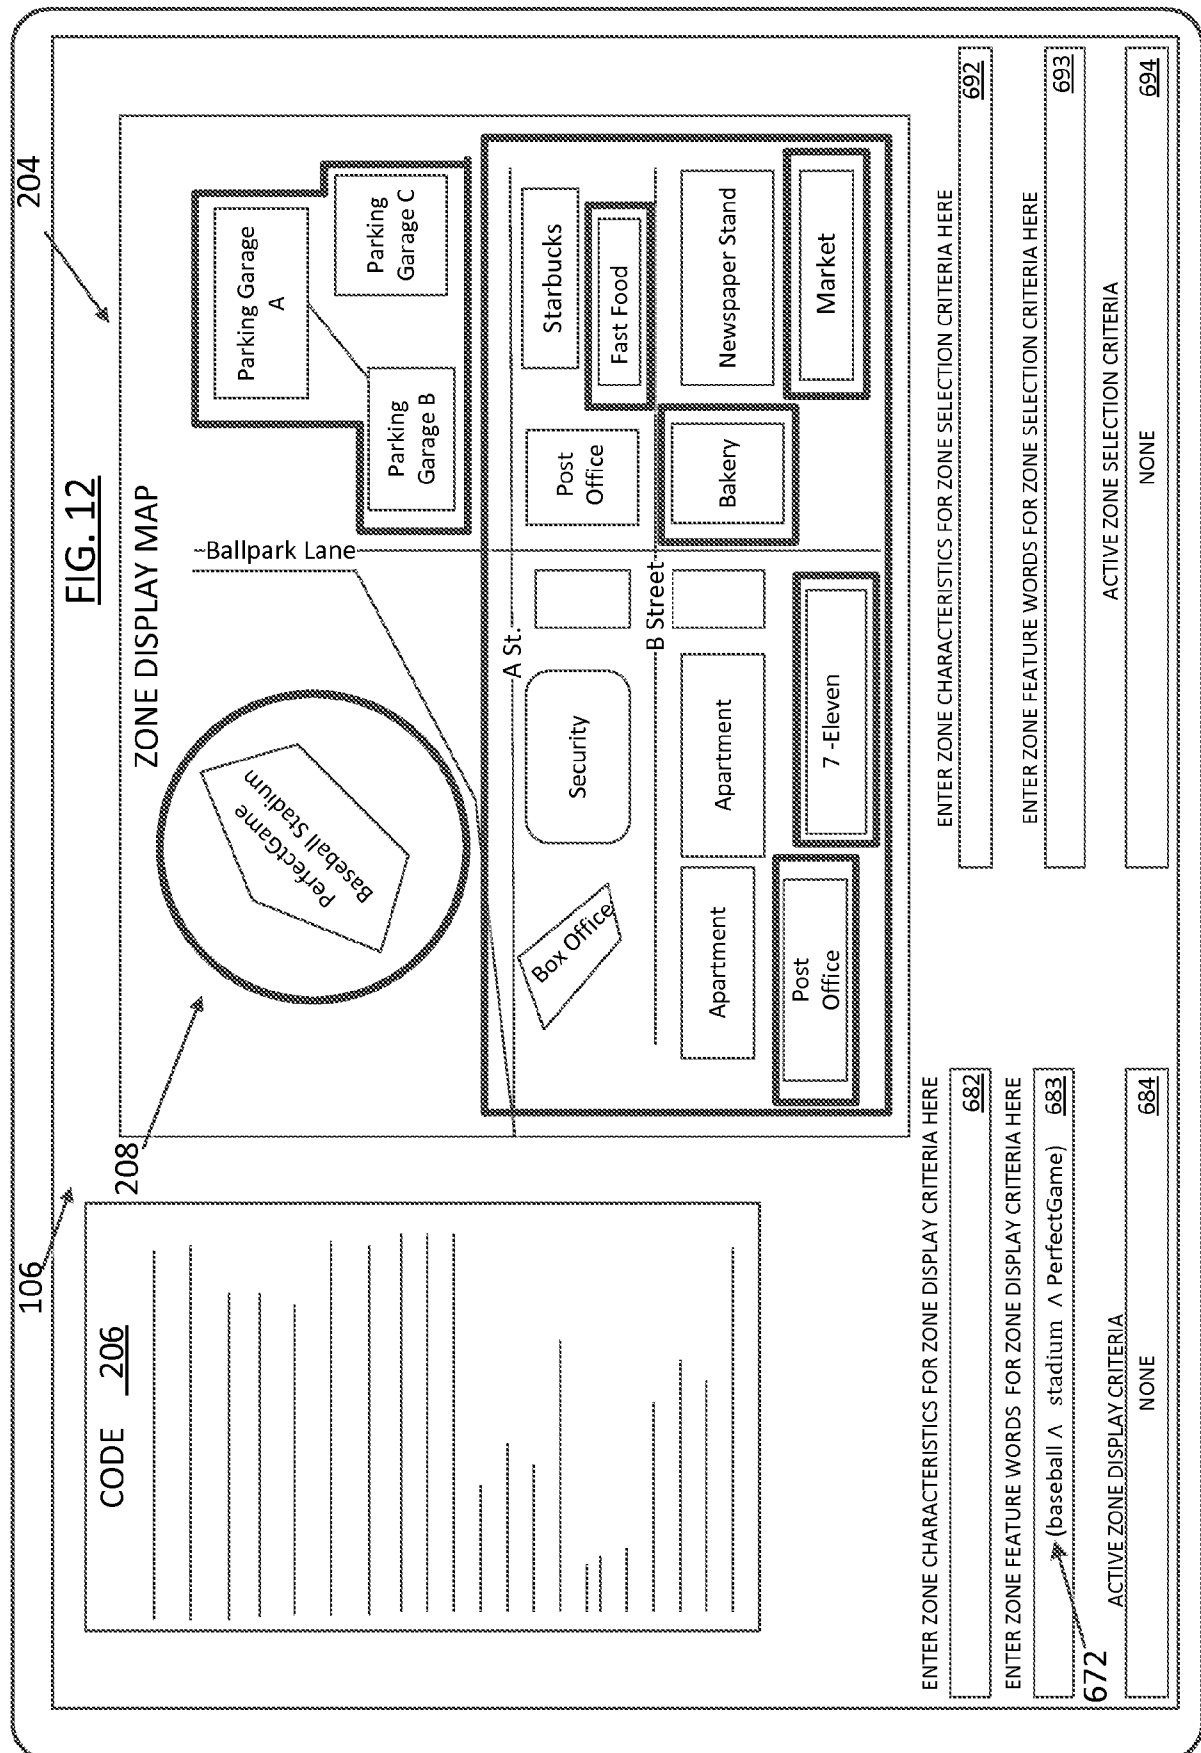 204
106
FIG. 12
CODE 206
208
ZONE DISPLAY MAP
PerfectGame
Baseball Stadium
Ballpark Lane
Parking Garage
A
Parking
Garage B
Parking
Garage C
A St.
Box Office
Security
Post
Office
Starbucks
Fast Food
B Street
Apartment
Apartment
Bakery
Newspaper Stand
Post
Office
7 -Eleven
Market
ENTER ZONE CHARACTERISTICS FOR ZONE DISPLAY CRITERIA HERE
682
ENTER ZONE FEATURE WORDS FOR ZONE DISPLAY CRITERIA HERE
(baseball ∧ stadium ∧ PerfectGame) 683
672
ACTIVE ZONE DISPLAY CRITERIA
NONE 684
ENTER ZONE CHARACTERISTICS FOR ZONE SELECTION CRITERIA HERE
692
ENTER ZONE FEATURE WORDS FOR ZONE SELECTION CRITERIA HERE
693
ACTIVE ZONE SELECTION CRITERIA
NONE 694